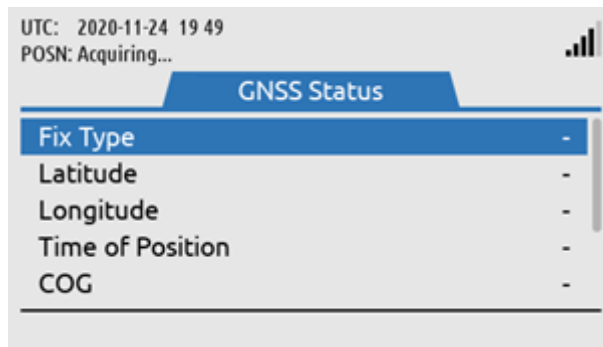 UTC: 2020-11-24 19 49
POSN: Acquiring...
GNSS Status
Fix Type -
Latitude -
Longitude -
Time of Position -
COG -